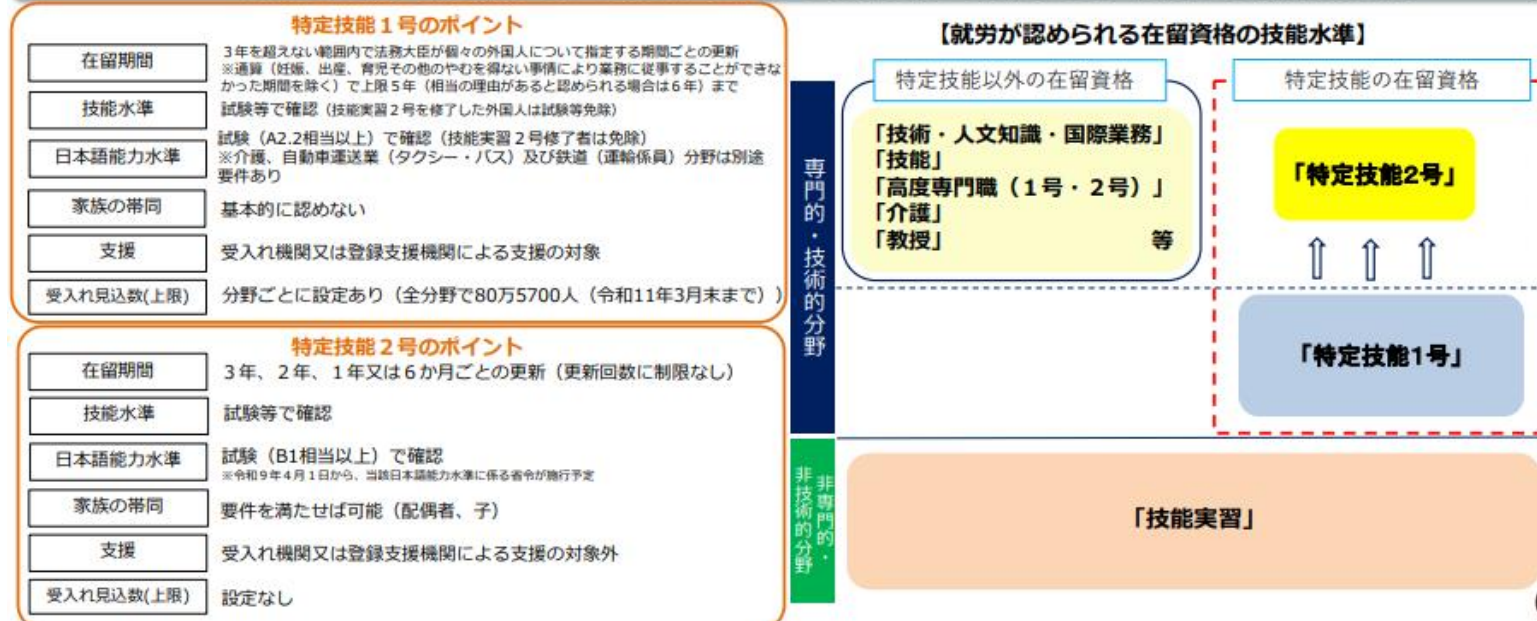 特定技能1号のポイント
在留期間
3年を超えない範囲内で法務大臣が個々の外国人について指定する期間ごとの更新
※通算（妊娠、出産、育児その他のやむを得ない事情により業務に従事することができな
かった期間を除く）で上限5年（相当の理由があると認められる場合は6年）まで
技能水準
試験等で確認（技能実習2号を修了した外国人は試験等免除）
日本語能力水準
試験（A2.2相当以上）で確認（技能実習2号修了者は免除）
※介護、自動車運送業（タクシー・バス）及び鉄道（運輸係員）分野は別途
要件あり
家族の帯同
基本的に認めない
支援
受入れ機関又は登録支援機関による支援の対象
受入れ見込数(上限)
分野ごとに設定あり（全分野で80万5700人（令和11年3月末まで））
特定技能2号のポイント
在留期間
3年、2年、1年又は6か月ごとの更新（更新回数に制限なし）
技能水準
試験等で確認
日本語能力水準
試験（B1相当以上）で確認
※令和9年4月1日から、当該日本語能力水準に係る省令が施行予定
家族の帯同
要件を満たせば可能（配偶者、子）
支援
受入れ機関又は登録支援機関による支援の対象外
受入れ見込数(上限)
設定なし
【就労が認められる在留資格の技能水準】
専門的・技術的分野
特定技能以外の在留資格
「技術・人文知識・国際業務」
「技能」
「高度専門職（1号・2号）」
「介護」
「教授」 等
特定技能の在留資格
「特定技能2号」
「特定技能1号」
非専門的・
非技術的分野
「技能実習」